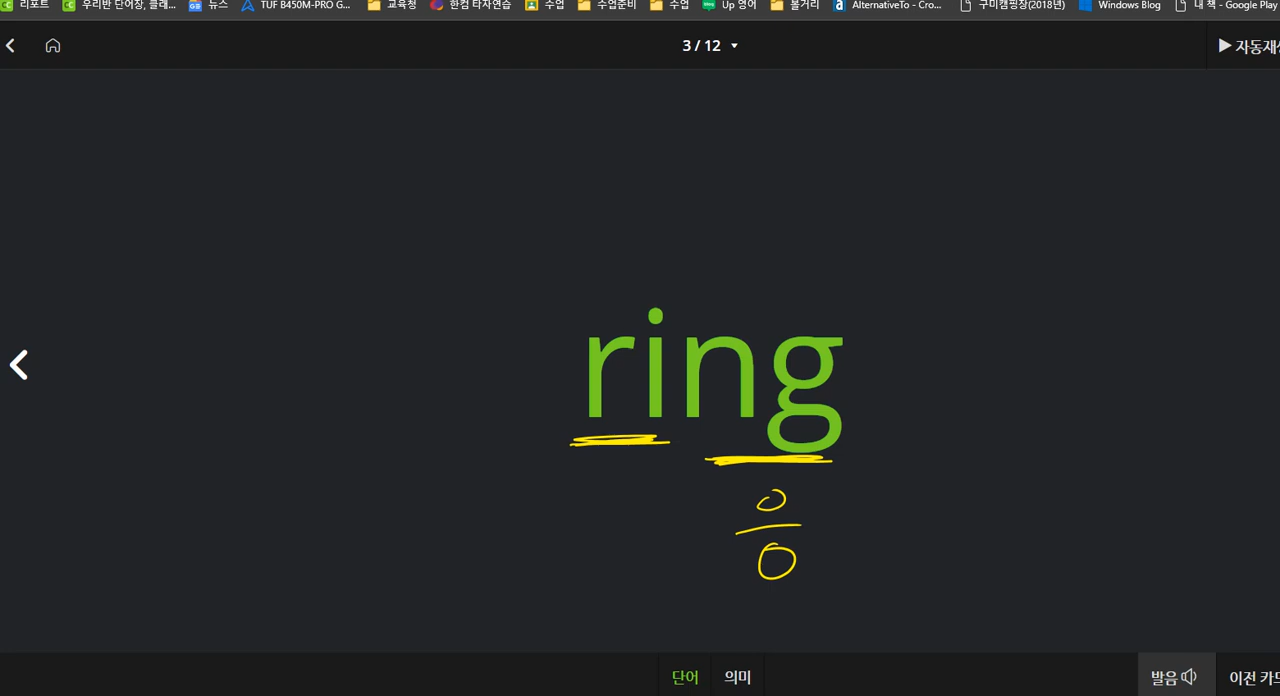 리포트 우리반 단어장, 클래... 뉴스 TUF B450M-PRO G... 교육청 한컴 타자연습 수업 수업준비 수업 Up 영어 볼거리 AlternativeTo - Cro... 구미캠핑장(2018년) Windows Blog 내 책 - Google Play
3 / 12 자동재생
ring
응
단어 의미 발음 이전 카드